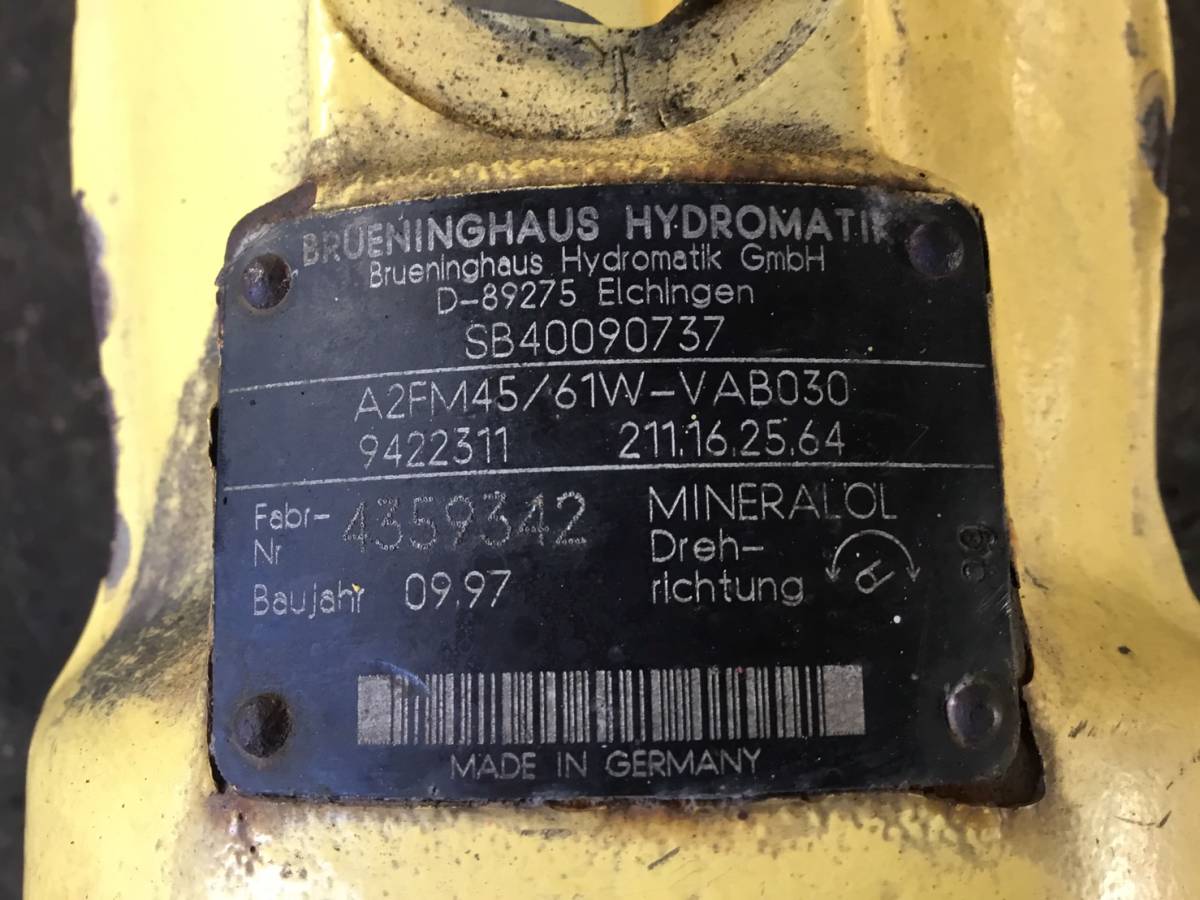 BRUENINGHAUS HYDROMATIK
Brueninghaus Hydromatik GmbH
D-89275 Elchingen
SB40090737
A2FM45/61W-VAB030
9422311 211.16.25.64
Fabr-
Nr
4359342
Baujahr 09.97
MINERALÖL
Dreh-
richtung
MADE IN GERMANY